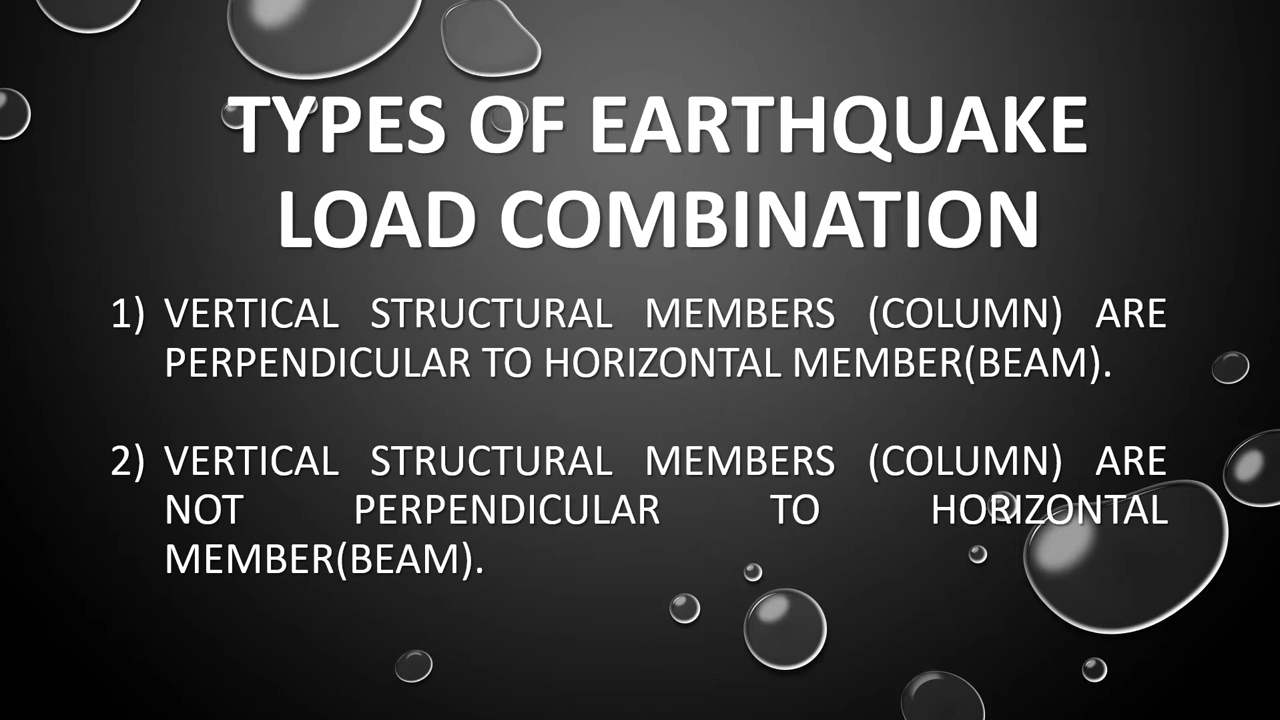 TYPES OF EARTHQUAKE
LOAD COMBINATION
1) VERTICAL STRUCTURAL MEMBERS (COLUMN) ARE
PERPENDICULAR TO HORIZONTAL MEMBER(BEAM).
2) VERTICAL STRUCTURAL MEMBERS (COLUMN) ARE
NOT PERPENDICULAR TO HORIZONTAL
MEMBER(BEAM).